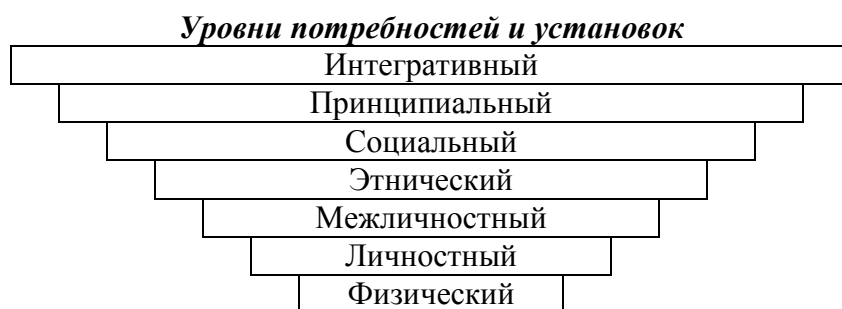 Уровни потребностей и установок
Интегративный
Принципиальный
Социальный
Этнический
Межличностный
Личностный
Физический